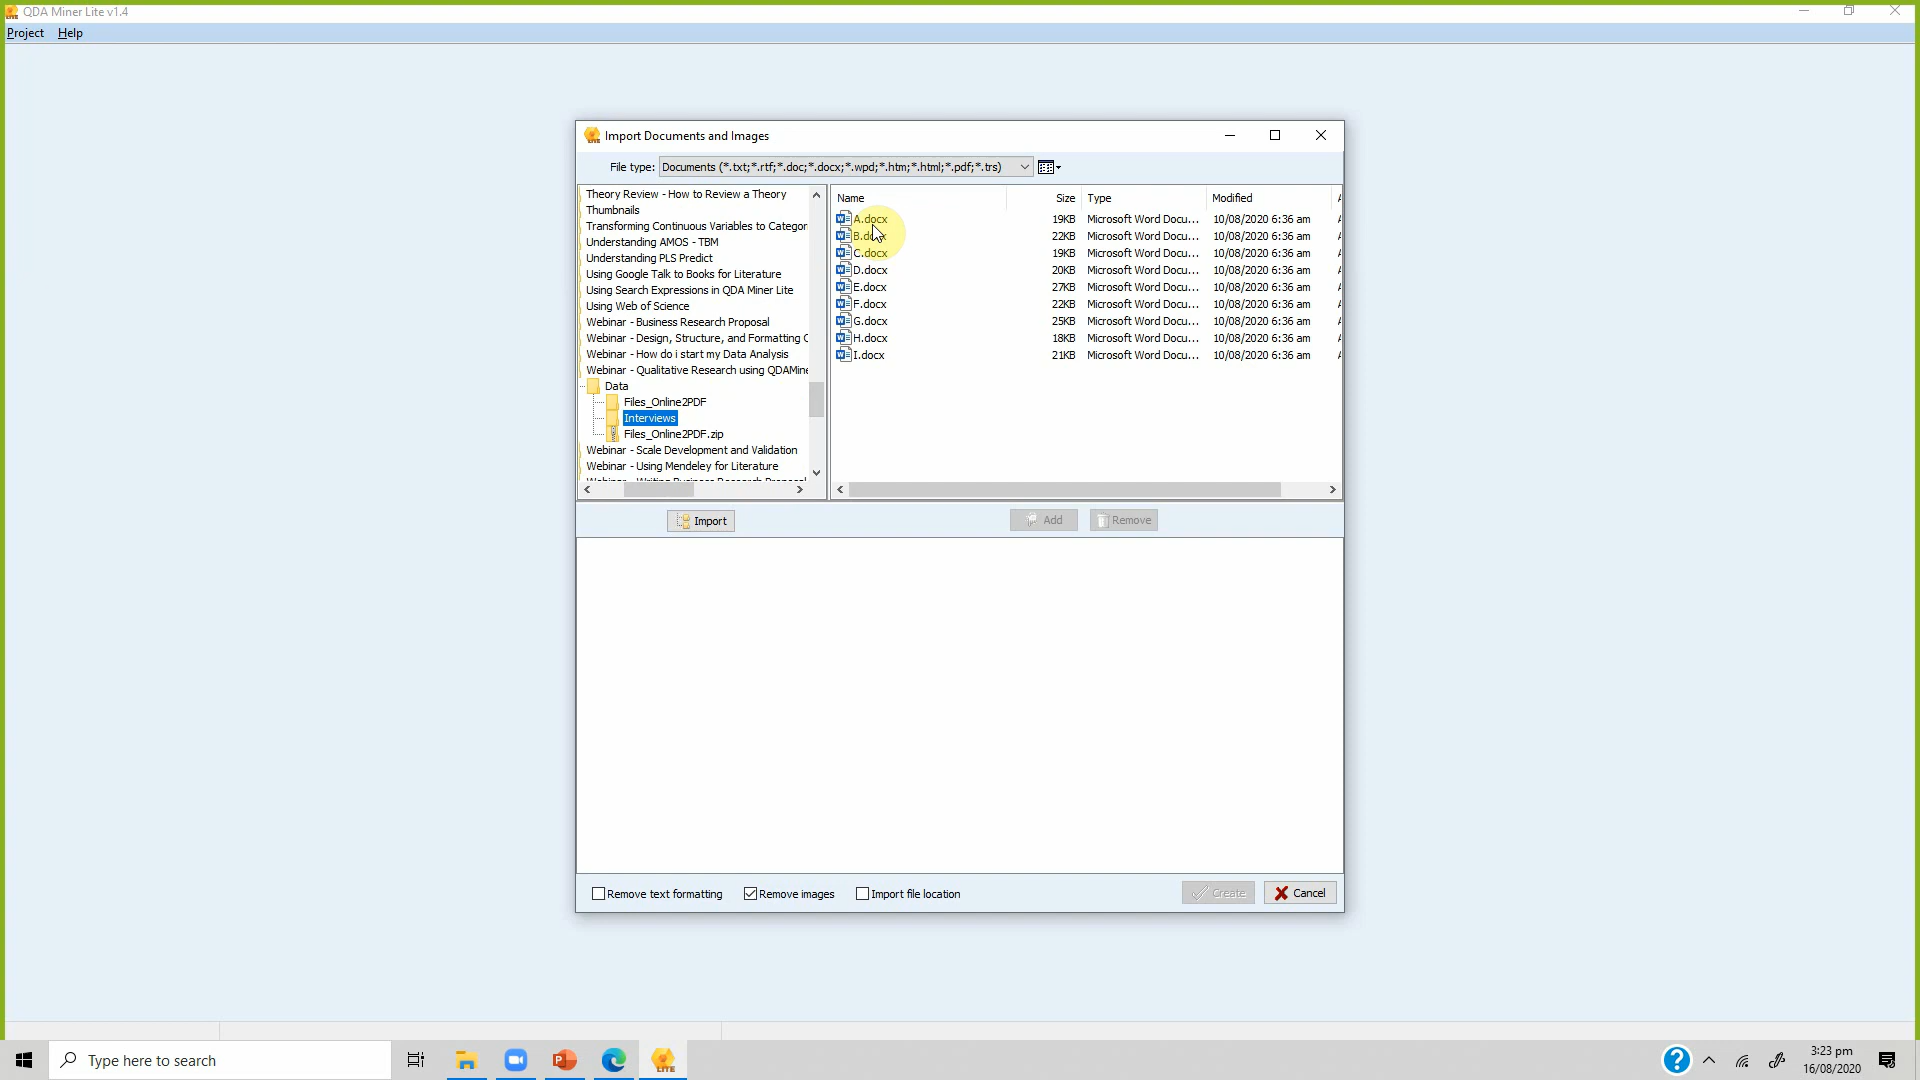 QDA Miner Lite v1.4
Project Help
Import Documents and Images
File type: Documents (*.txt;*.rtf;*.doc;*.docx;*.wpd;*.htm;*.html;*.pdf;*.trs)
Theory Review - How to Review a Theory
Thumbnails
Transforming Continuous Variables to Categor
Understanding AMOS - TBM
Understanding PLS Predict
Using Google Talk to Books for Literature
Using Search Expressions in QDA Miner Lite
Using Web of Science
Webinar - Business Research Proposal
Webinar - Design, Structure, and Formatting
Webinar - How do i start my Data Analysis
Webinar - Qualitative Research using QDAMine
Data
Files_Online2PDF
Interviews
Files_Online2PDF.zip
Webinar - Scale Development and Validation
Webinar - Using Mendeley for Literature
Name Size Type Modified
A.docx 19KB Microsoft Word Docu... 10/08/2020 6:36 am
B.docx 22KB Microsoft Word Docu... 10/08/2020 6:36 am
C.docx 19KB Microsoft Word Docu... 10/08/2020 6:36 am
D.docx 20KB Microsoft Word Docu... 10/08/2020 6:36 am
E.docx 27KB Microsoft Word Docu... 10/08/2020 6:36 am
F.docx 22KB Microsoft Word Docu... 10/08/2020 6:36 am
G.docx 25KB Microsoft Word Docu... 10/08/2020 6:36 am
H.docx 18KB Microsoft Word Docu... 10/08/2020 6:36 am
I.docx 21KB Microsoft Word Docu... 10/08/2020 6:36 am
Import Add Remove
Remove text formatting Remove images Import file location Create Cancel
Type here to search
3:23 pm
16/08/2020